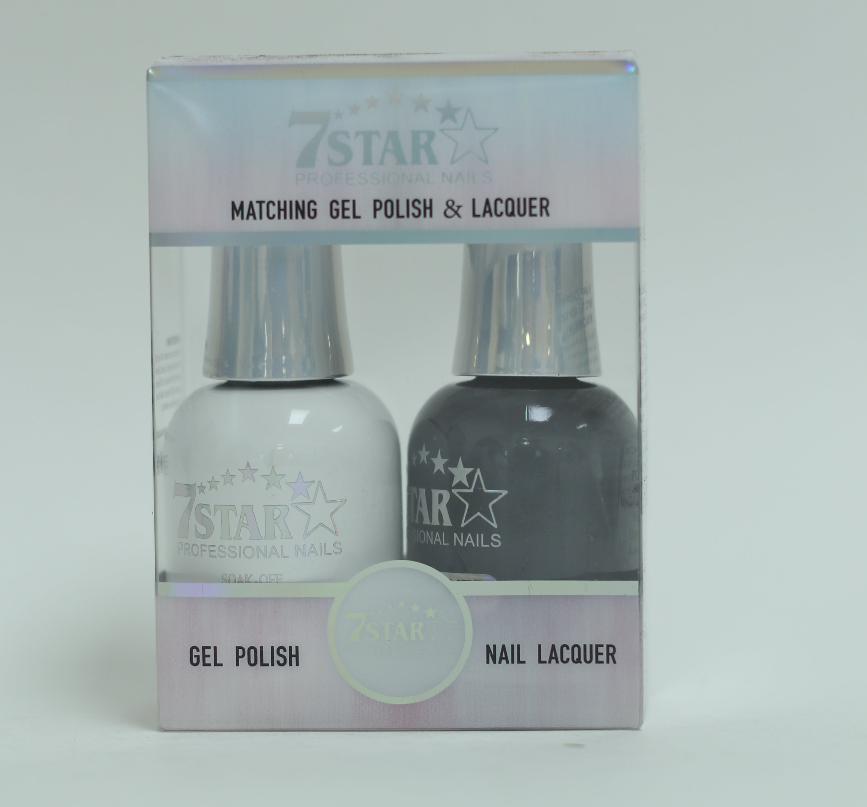 7STAR
PROFESSIONAL NAILS
MATCHING GEL POLISH & LACQUER
7STAR
PROFESSIONAL NAILS
SOAK-OFF
TAR
IONAL NAILS
7STAR
GEL POLISH
NAIL LACQUER